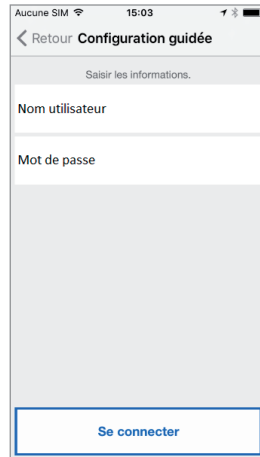 Aucune SIM 15:03
Retour Configuration guidée
Saisir les informations.
Nom utilisateur
Mot de passe
Se connecter